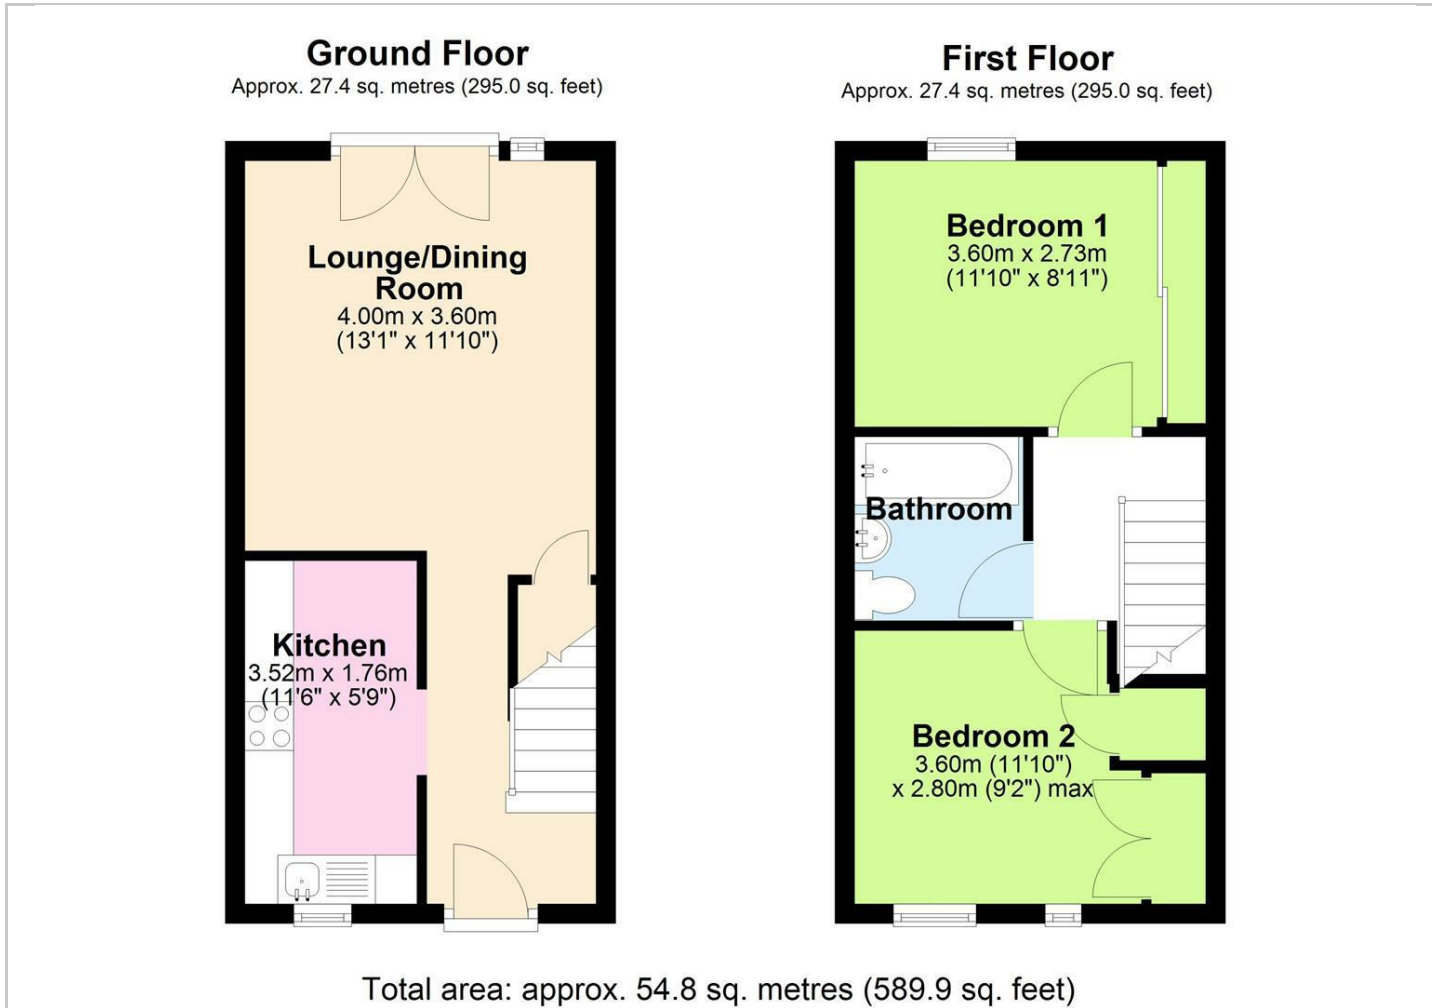 Ground Floor
Approx. 27.4 sq. metres (295.0 sq. feet)
Lounge/Dining
Room
4.00m x 3.60m
(13'1" x 11'10")
Kitchen
3.52m x 1.76m
(11'6" x 5'9")
First Floor
Approx. 27.4 sq. metres (295.0 sq. feet)
Bedroom 1
3.60m x 2.73m
(11'10" x 8'11")
Bathroom
Bedroom 2
3.60m (11'10")
x 2.80m (9'2") max
Total area: approx. 54.8 sq. metres (589.9 sq. feet)